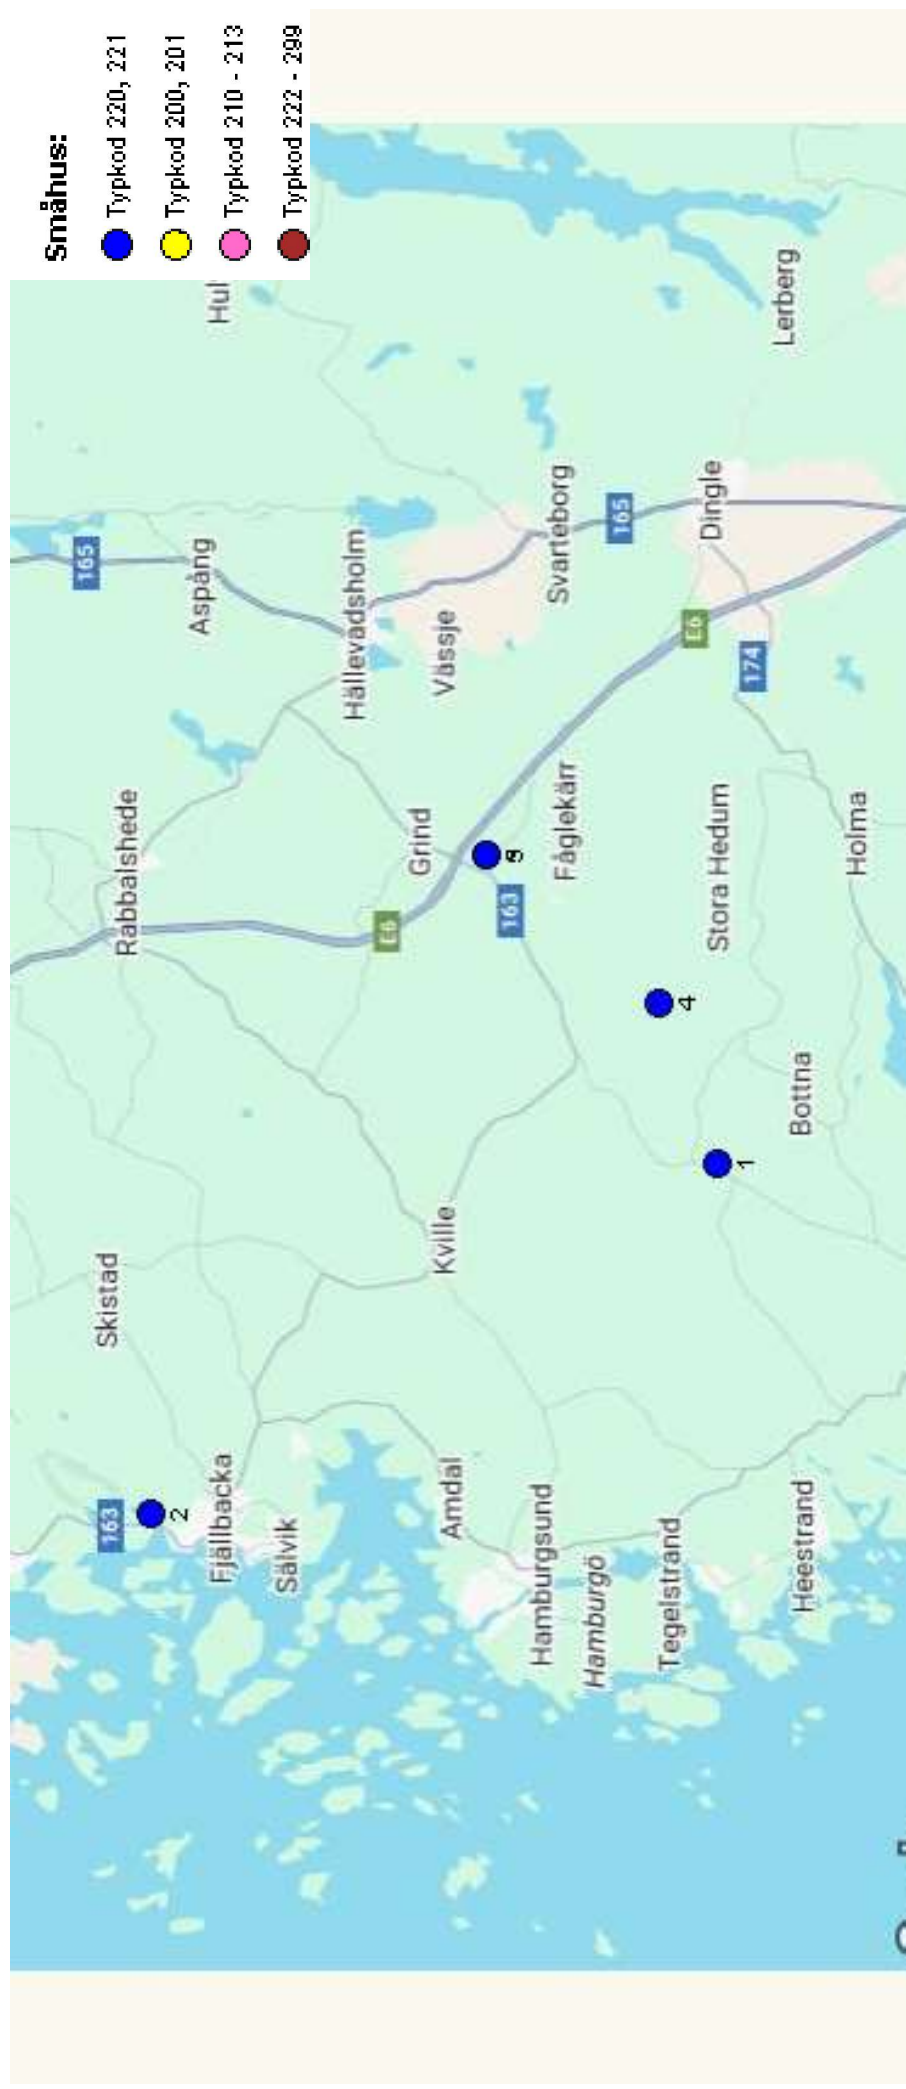 Småhus:
Typkod 220, 221
Typkod 200, 201
Typkod 210 - 213
Typkod 222 - 299
163
2
Skistad
Rabbalshede
165
Aspång
Hul
Fjällbacka
Sälvik
E6
Hällevadsholm
Amdal
Kville
Grind
Vässje
163
Hamburgsund
Hamburgö
Fåglekärr
Svarteborg
165
Tegelstrand
4
E6
1
Stora Hedum
Dingle
174
Heestrand
Bottna
Holma
Lerberg